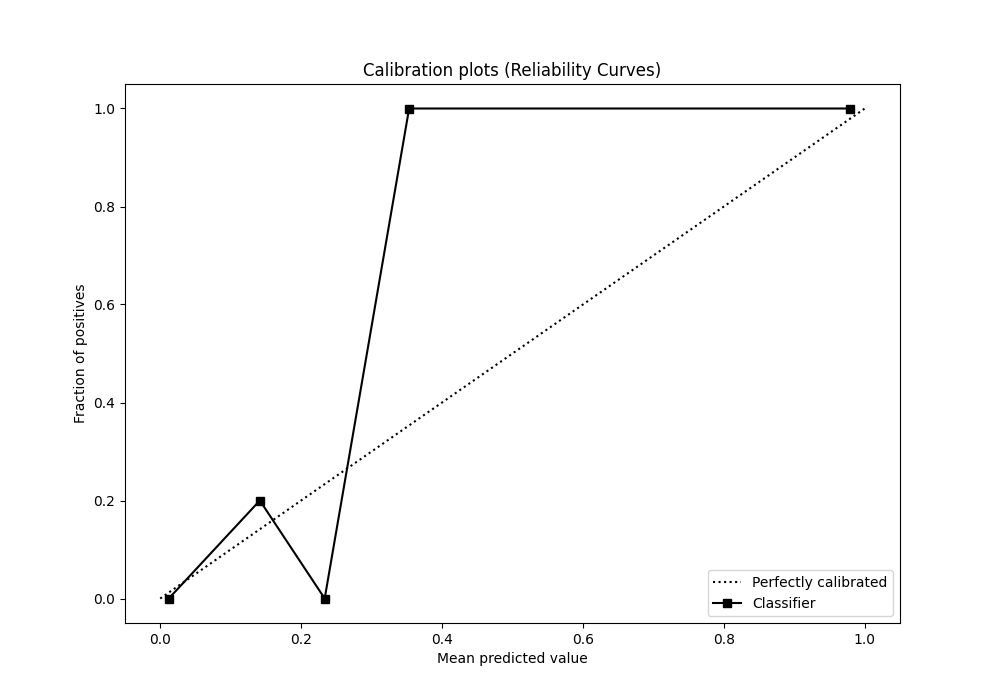 Calibration plots (Reliability Curves)
1.0
0.8
0.6
0.4
0.2
0.0
Fraction of positives
0.0 0.2 0.4 0.6 0.8 1.0
Mean predicted value
Perfectly calibrated
Classifier